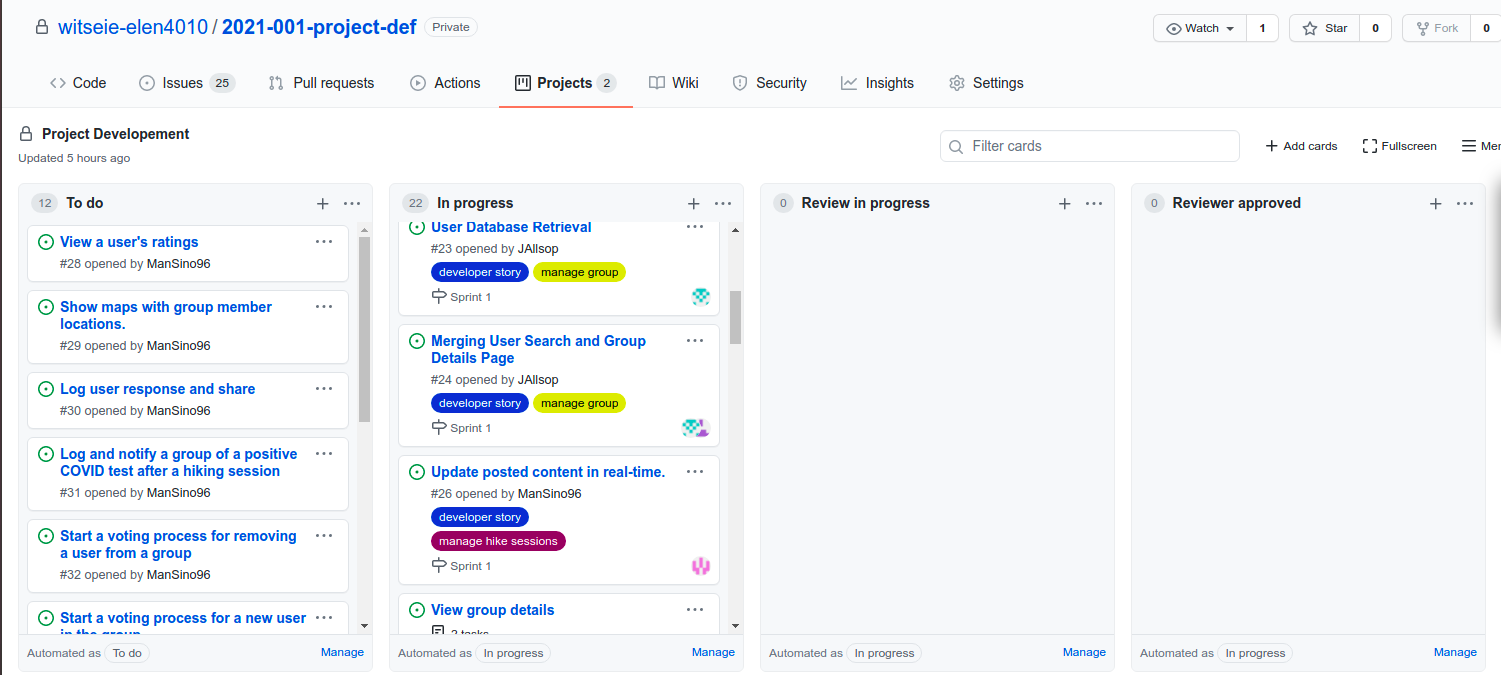 witseie-elen4010 / 2021-001-project-def Private
Watch 1 Star 0 Fork 0
Code Issues 25 Pull requests Actions Projects 2 Wiki Security Insights Settings
Project Developement
Updated 5 hours ago
Filter cards
Add cards Fullscreen
12 To do
View a user's ratings
#28 opened by ManSino96
Show maps with group member
locations.
#29 opened by ManSino96
Log user response and share
#30 opened by ManSino96
Log and notify a group of a positive
COVID test after a hiking session
#31 opened by ManSino96
Start a voting process for removing
a user from a group
#32 opened by ManSino96
Start a voting process for a new user
in the group
Automated as To do Manage
22 In progress
User Database Retrieval
#23 opened by JAllsop
developer story manage group
Sprint 1
Merging User Search and Group
Details Page
#24 opened by JAllsop
developer story manage group
Sprint 1
Update posted content in real-time.
#26 opened by ManSino96
developer story
manage hike sessions
Sprint 1
View group details
2 tasks
Automated as In progress Manage
0 Review in progress
Automated as In progress Manage
0 Reviewer approved
Automated as In progress Manage